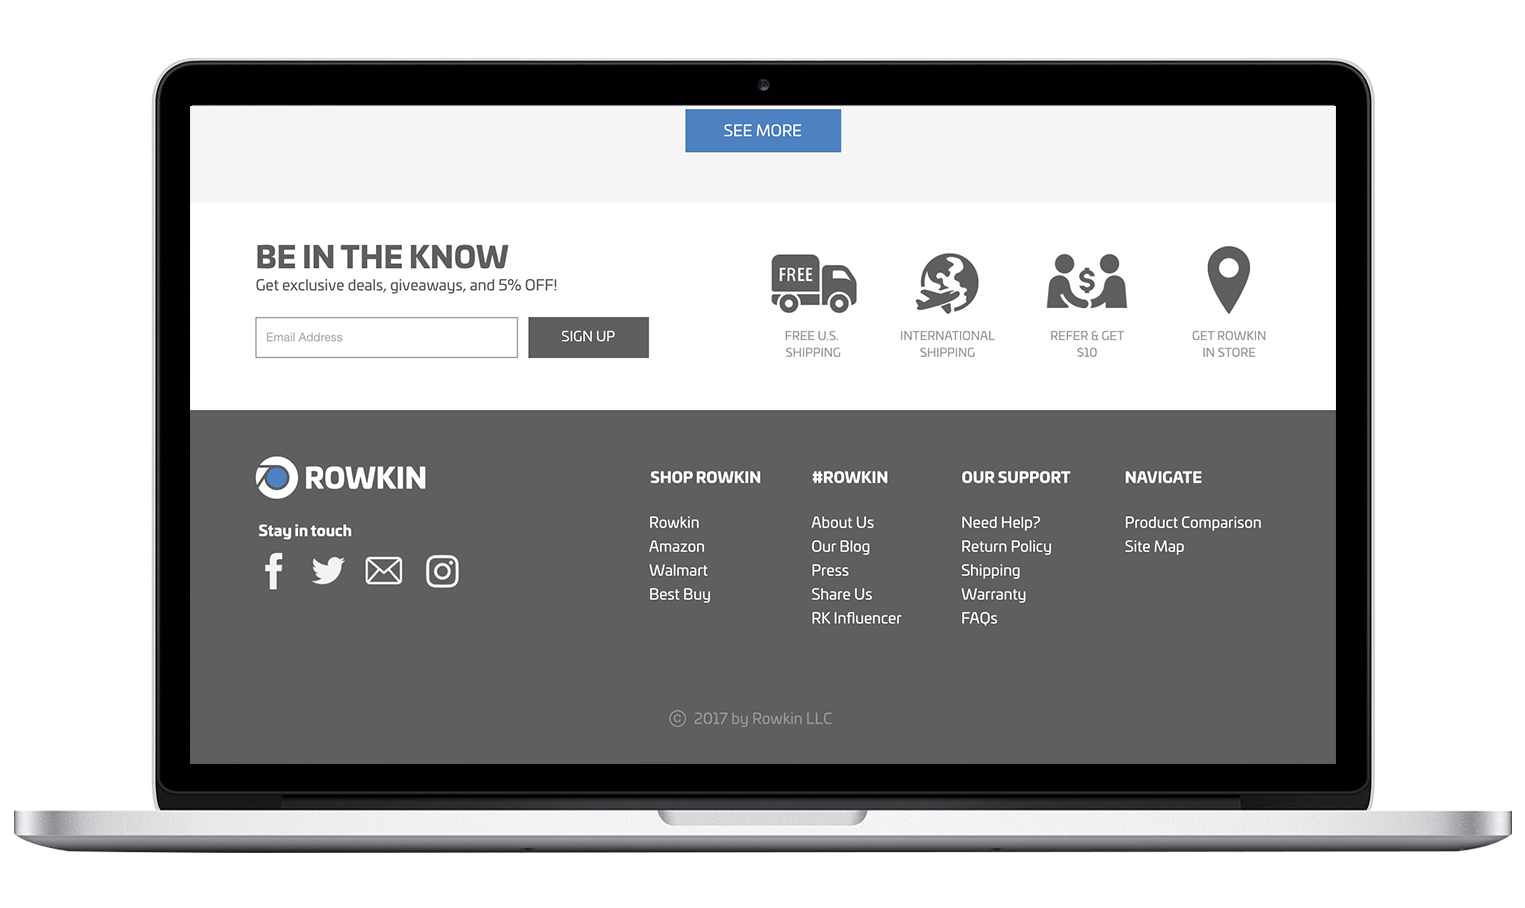 SEE MORE
BE IN THE KNOW
Get exclusive deals, giveaways, and 5% OFF!
Email Address
SIGN UP
FREE
FREE U.S.
SHIPPING
INTERNATIONAL
SHIPPING
$
REFER & GET
$10
GET ROWKIN
IN STORE
ROWKIN
Stay in touch
SHOP ROWKIN
Rowkin
Amazon
Walmart
Best Buy
#ROWKIN
About Us
Our Blog
Press
Share Us
RK Influencer
OUR SUPPORT
Need Help?
Return Policy
Shipping
Warranty
FAQs
NAVIGATE
Product Comparison
Site Map
© 2017 by Rowkin LLC